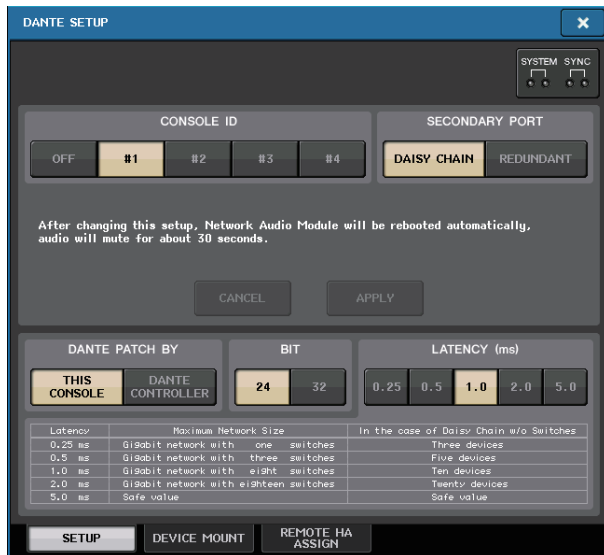 DANTE SETUP
SYSTEM SYNC
CONSOLE ID
SECONDARY PORT
OFF #1 #2 #3 #4
DAISY CHAIN REDUNDANT
After changing this setup, Network Audio Module will be rebooted automatically,
audio will mute for about 30 seconds.
CANCEL APPLY
DANTE PATCH BY
BIT
LATENCY (ms)
THIS CONSOLE
DANTE CONTROLLER
24 32
0.25 0.5 1.0 2.0 5.0
Latency Maximum Network Size In the case of Daisy Chain w/o Switches
0.25 ms Gigabit network with one switches Three devices
0.5 ms Gigabit network with three switches Five devices
1.0 ms Gigabit network with eight switches Ten devices
2.0 ms Gigabit network with eighteen switches Twenty devices
5.0 ms Safe value Safe value
SETUP DEVICE MOUNT REMOTE HA ASSIGN